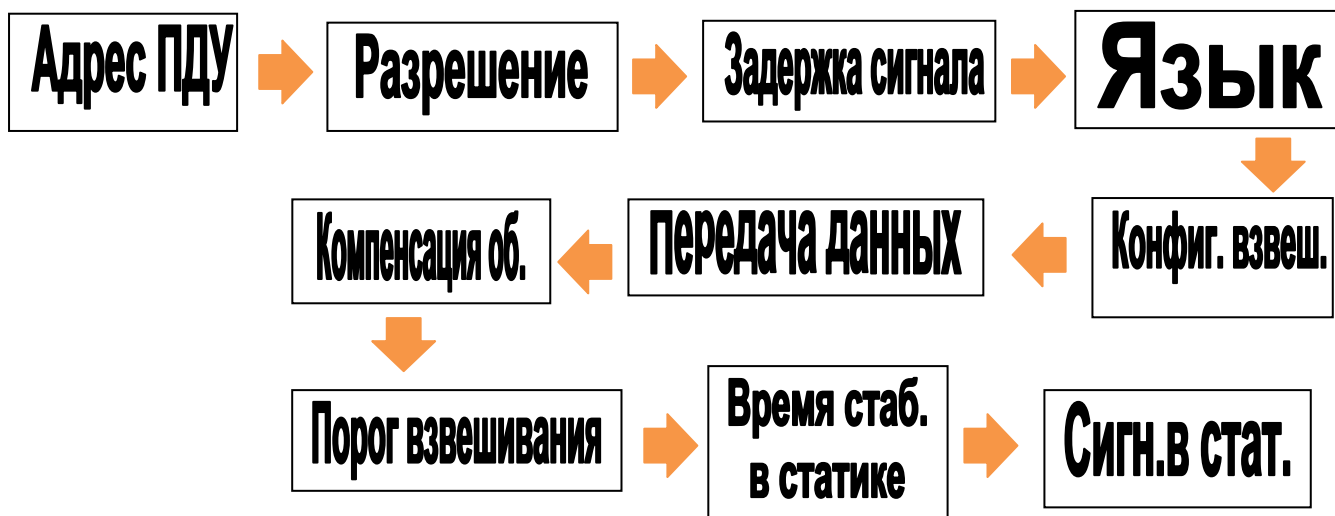 Адрес ПДУ
Разрешение
Задержка сигнала
Язык
Конфиг. взвеш.
передача данных
Компенсация об.
Порог взвешивания
Время стаб.
в статике
Сигн.в стат.